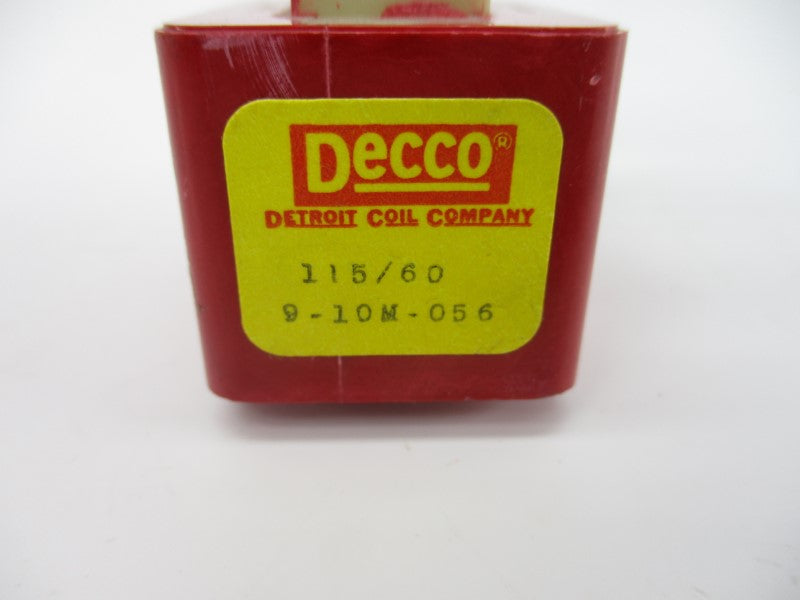 Decco®
DETROIT COIL COMPANY
115/60
9-10M-056